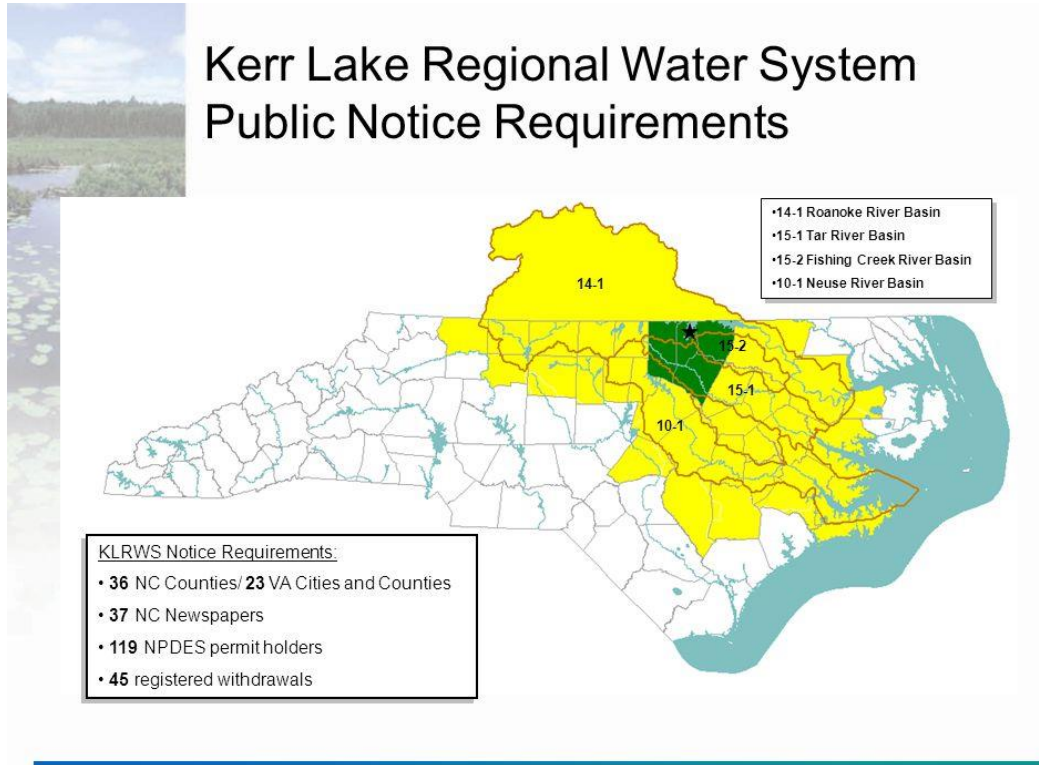 Kerr Lake Regional Water System
Public Notice Requirements
•14-1 Roanoke River Basin
•15-1 Tar River Basin
•15-2 Fishing Creek River Basin
•10-1 Neuse River Basin
14-1
15-2
15-1
10-1
KLRWS Notice Requirements:
• 36 NC Counties/ 23 VA Cities and Counties
• 37 NC Newspapers
• 119 NPDES permit holders
• 45 registered withdrawals